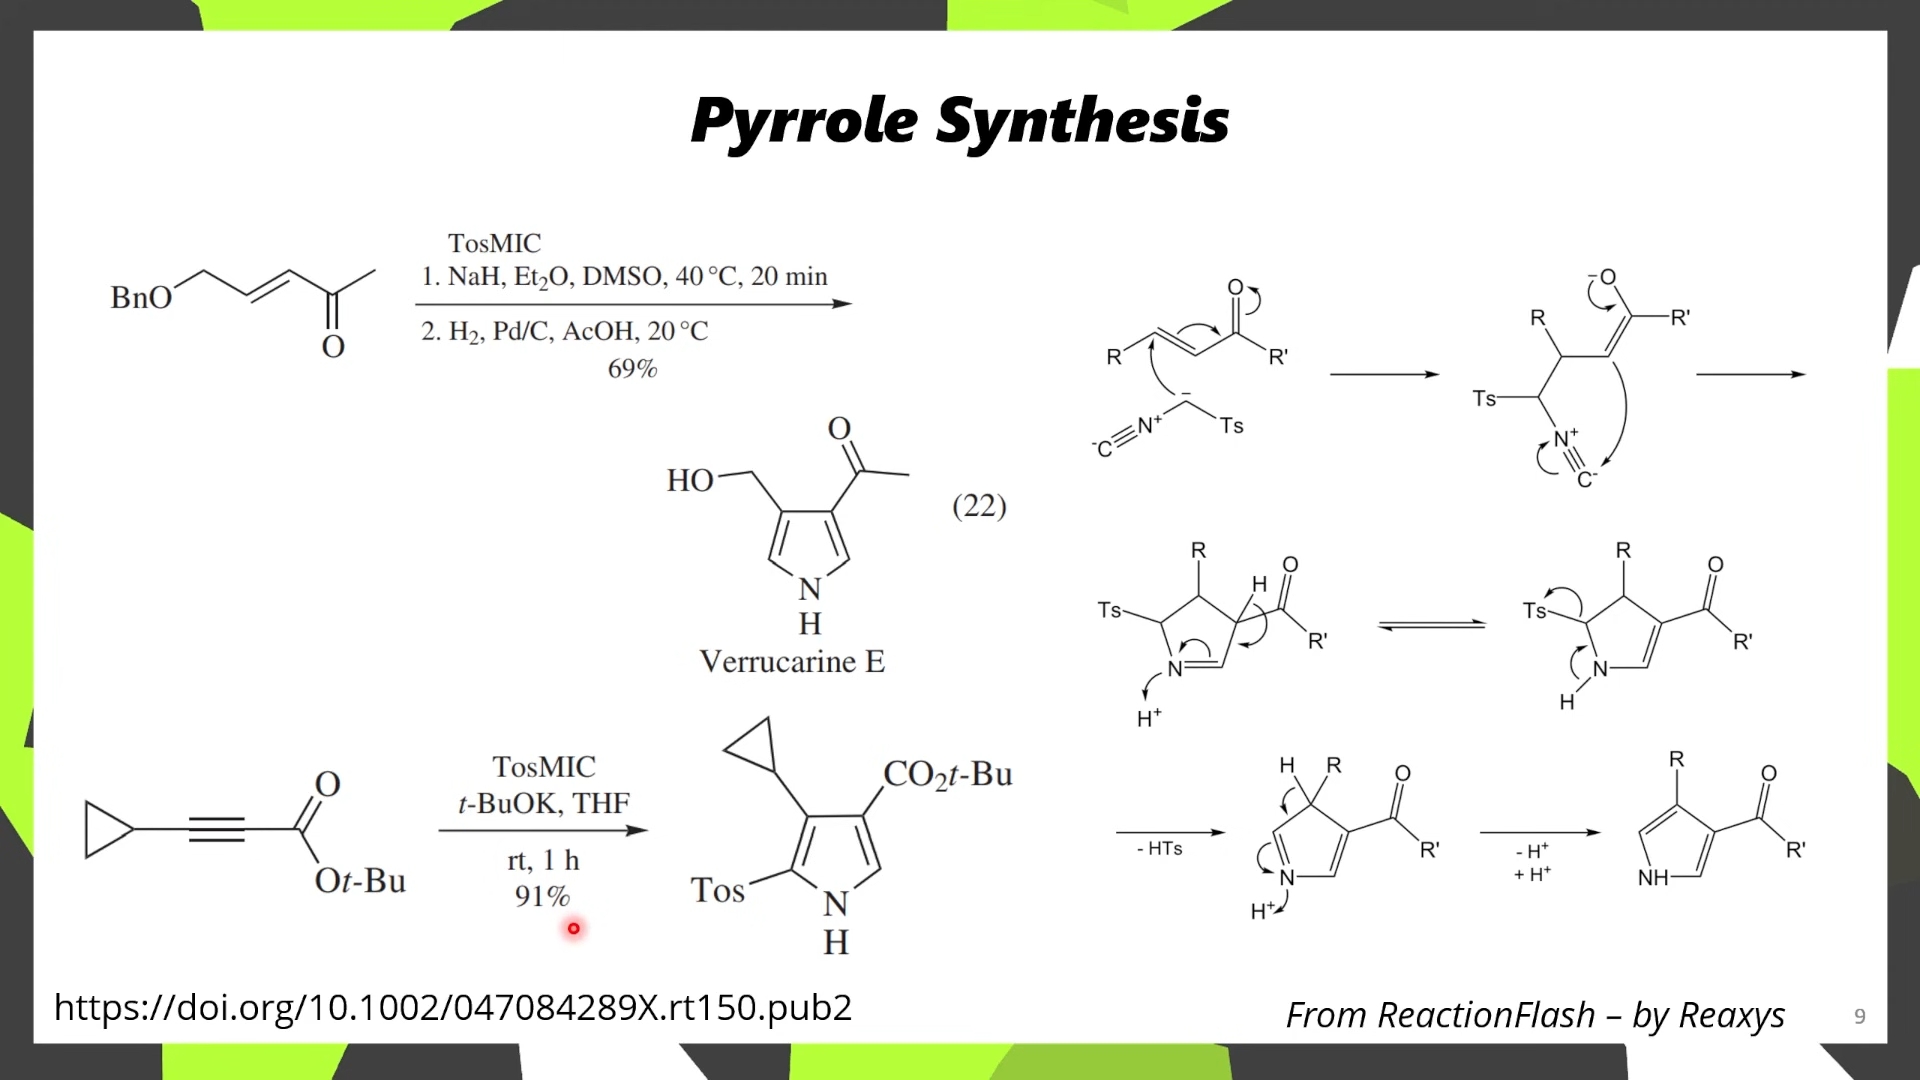 Pyrrole Synthesis
TosMIC
1. NaH, Et₂O, DMSO, 40 °C, 20 min
2. H₂, Pd/C, AcOH, 20 °C
69%
BnO
O
O
HO
(22)
N
H
Verrucarine E
O
Ot-Bu
TosMIC
t-BuOK, THF
rt, 1 h
91%
CO₂t-Bu
Tos
N
H
O
R
R'
⁻C
N⁺
–
Ts
⁻O
R
R'
Ts
N⁺
C⁻
R
O
H
Ts
R'
N
H⁺
R
O
Ts
R'
N
H
- HTs
H
R
O
R'
N
H⁺
- H⁺
+ H⁺
R
O
R'
NH
https://doi.org/10.1002/047084289X.rt150.pub2
From ReactionFlash – by Reaxys
9